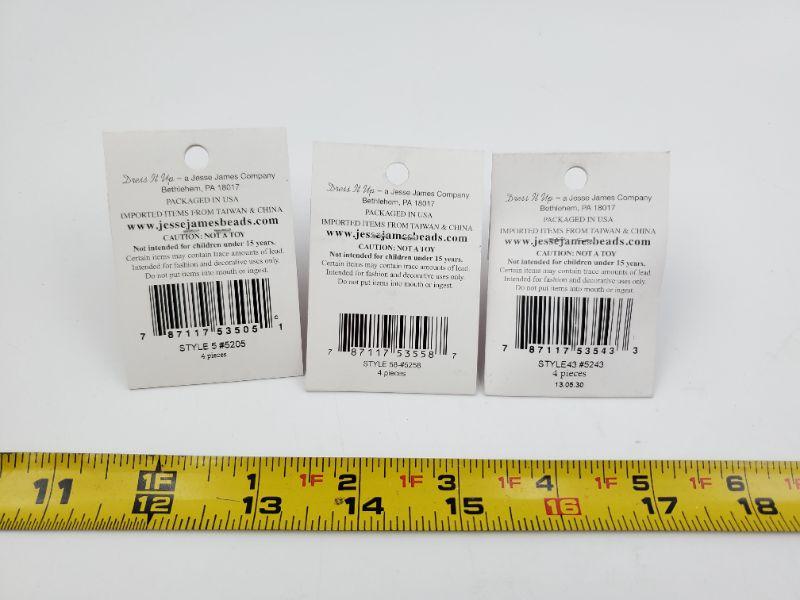 Dress It Up – a Jesse James Company
Bethlehem, PA 18017
PACKAGED IN USA
IMPORTED ITEMS FROM TAIWAN & CHINA
www.jessejamesbeads.com
CAUTION: NOT A TOY
Not intended for children under 15 years.
Certain items may contain trace amounts of lead.
Intended for fashion and decorative uses only.
Do not put items into mouth or ingest.
7 87117 53505 1
STYLE 5 #5205
4 pieces
Dress It Up – a Jesse James Company
Bethlehem, PA 18017
PACKAGED IN USA
IMPORTED ITEMS FROM TAIWAN & CHINA
www.jessejamesbeads.com
CAUTION: NOT A TOY
Not intended for children under 15 years.
Certain items may contain trace amounts of lead.
Intended for fashion and decorative uses only.
Do not put items into mouth or ingest.
7 87117 53558 7
STYLE 58-#5258
4 pieces
Dress It Up – a Jesse James Company
Bethlehem, PA 18017
PACKAGED IN USA
IMPORTED ITEMS FROM TAIWAN & CHINA
www.jessejamesbeads.com
CAUTION: NOT A TOY
Not intended for children under 15 years.
Certain items may contain trace amounts of lead.
Intended for fashion and decorative uses only.
Do not put items into mouth or ingest.
7 87117 53543 3
STYLE43 #5243
4 pieces
13.05.30
1F 1 1F 2 1F 3 1F 4 1F 5 1F 6
11 12 13 14 15 16 17 18